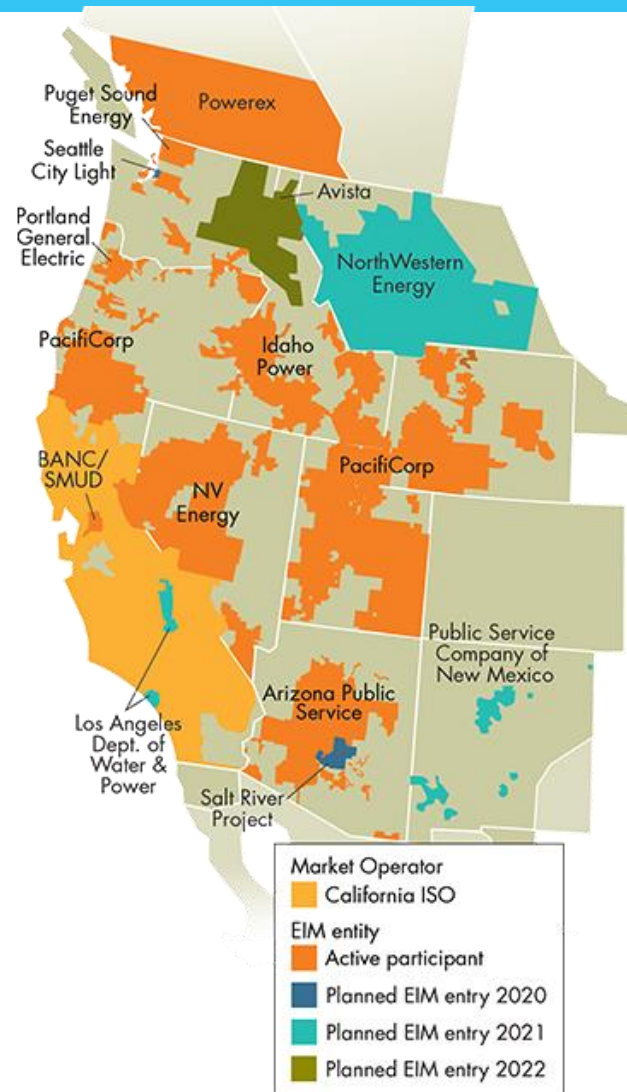 Powerex
Puget Sound
Energy
Seattle
City Light
Avista
Portland
General
Electric
NorthWestern
Energy
PacifiCorp
Idaho
Power
BANC/
SMUD
PacifiCorp
NV
Energy
Public Service
Company of
New Mexico
Arizona Public
Service
Los Angeles
Dept. of
Water &
Power
Salt River
Project
Market Operator
California ISO
EIM entity
Active participant
Planned EIM entry 2020
Planned EIM entry 2021
Planned EIM entry 2022